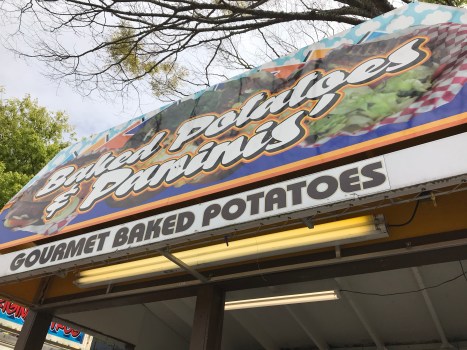 Baked Potatoes
& Paninis'
GOURMET BAKED POTATOES